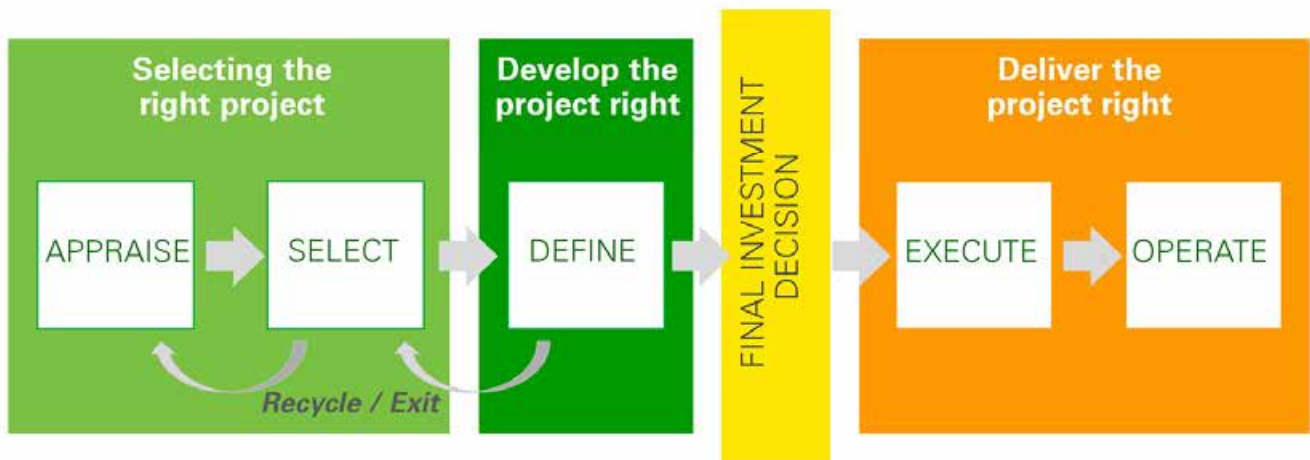 Selecting the
right project
Develop the
project right
FINAL INVESTMENT
DECISION
Deliver the
project right
APPRAISE
SELECT
DEFINE
EXECUTE
OPERATE
Recycle / Exit